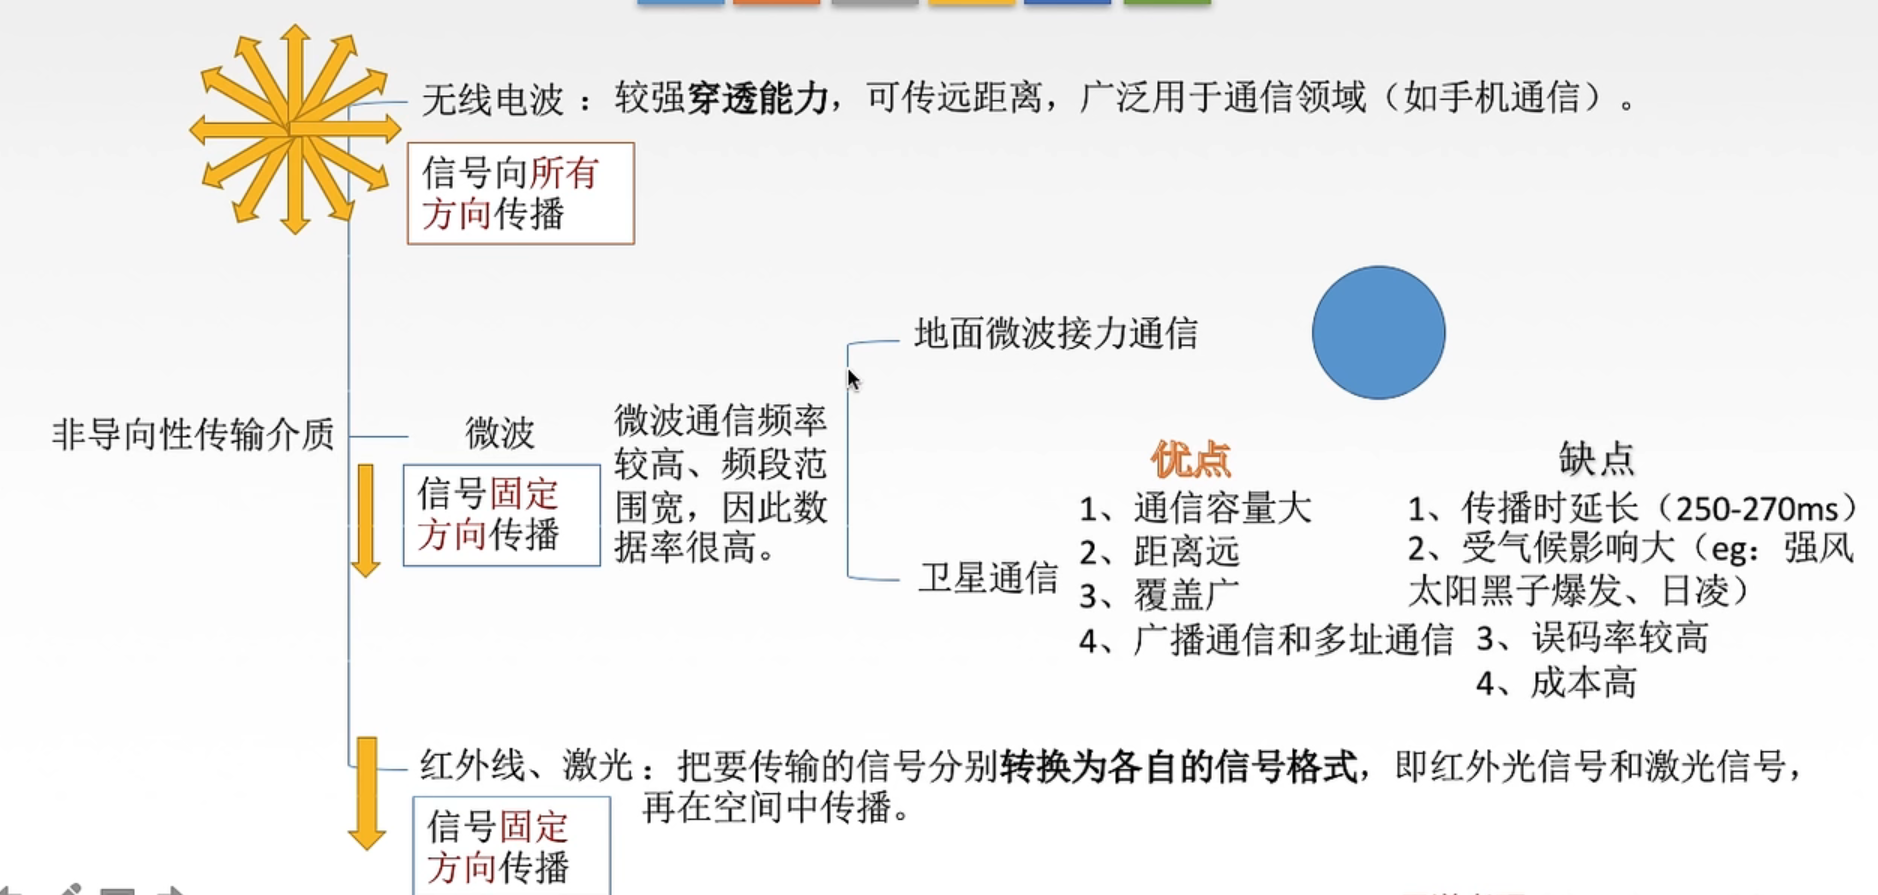 无线电波：较强穿透能力，可传远距离，广泛用于通信领域（如手机通信）。
信号向所有
方向传播
地面微波接力通信
非导向性传输介质
微波
信号固定
方向传播
微波通信频率
较高、频段范
围宽，因此数
据率很高。
卫星通信
优点
1、通信容量大
2、距离远
3、覆盖广
4、广播通信和多址通信
缺点
1、传播时延长（250-270ms）
2、受气候影响大（eg：强风
太阳黑子爆发、日凌）
3、误码率较高
4、成本高
红外线、激光：把要传输的信号分别转换为各自的信号格式，即红外光信号和激光信号，
再在空间中传播。
信号固定
方向传播